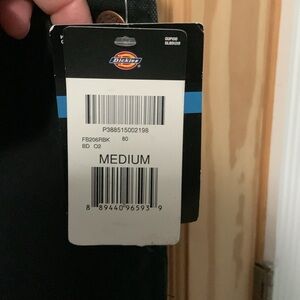 Dickies
P388515002198
FB206RBK 80
BD O2
MEDIUM
8 89440 96593 9